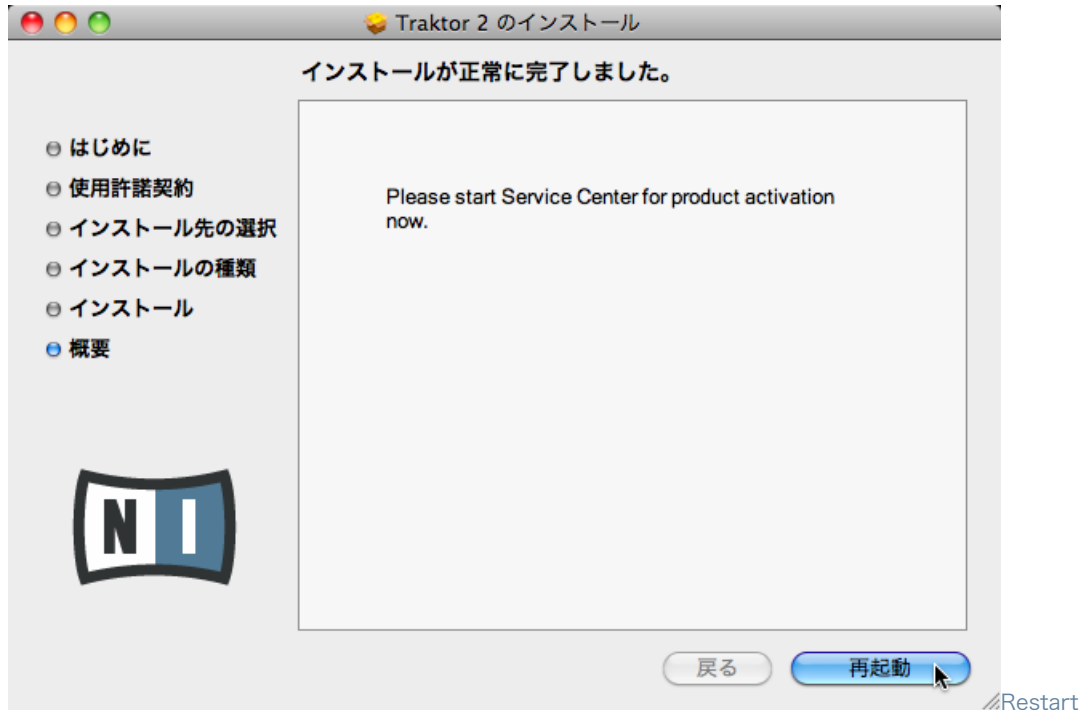 Traktor 2 のインストール
インストールが正常に完了しました。
はじめに
使用許諾契約
インストール先の選択
インストールの種類
インストール
概要
Please start Service Center for product activation
now.
NI
戻る
再起動
Restart